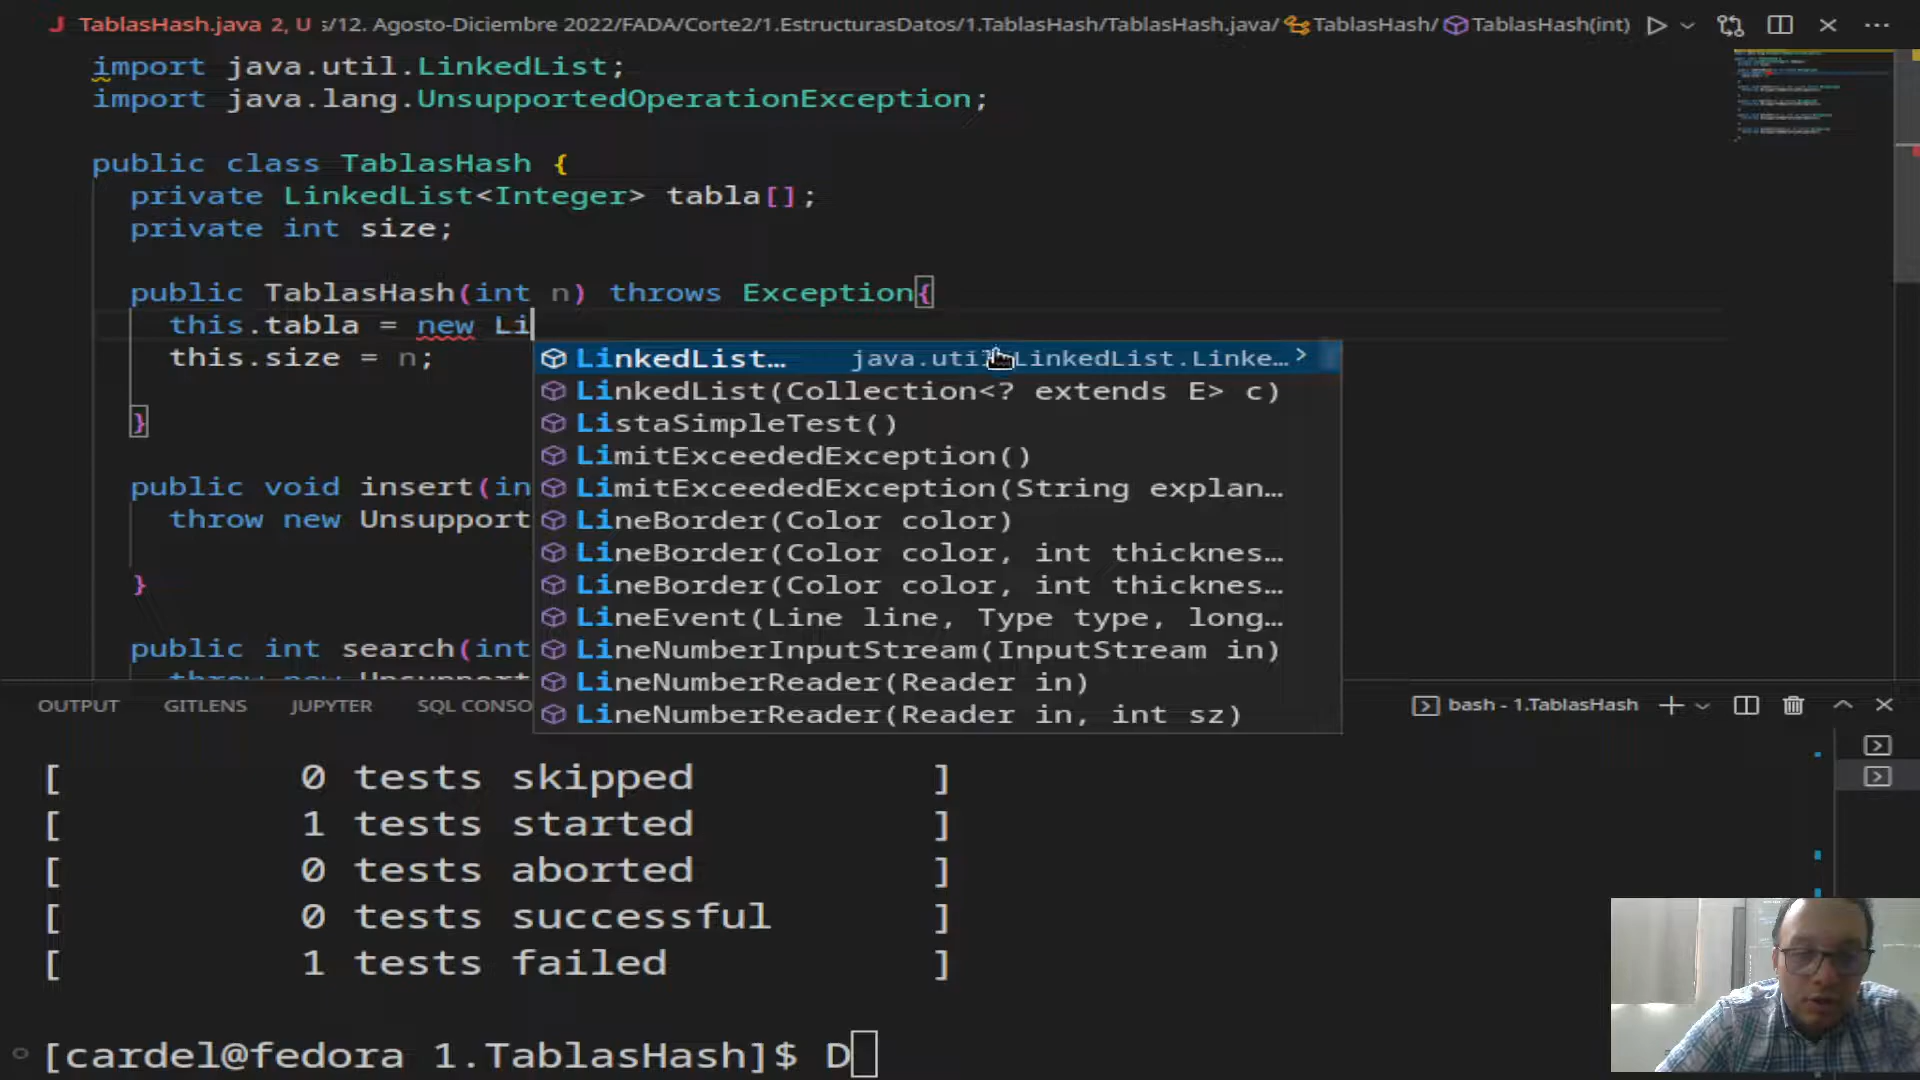 TablasHash.java 2, U s/12. Agosto-Diciembre 2022/FADA/Corte2/1.EstructurasDatos/1.TablasHash/TablasHash.java/ TablasHash/ TablasHash(int)
import java.util.LinkedList;
import java.lang.UnsupportedOperationException;
public class TablasHash {
private LinkedList<Integer> tabla[];
private int size;
public TablasHash(int n) throws Exception{
this.tabla = new Li
this.size = n;
}
LinkedList… java.util.LinkedList.Linke…
LinkedList(Collection<? extends E> c)
ListaSimpleTest()
LimitExceededException()
LimitExceededException(String explan…
LineBorder(Color color)
LineBorder(Color color, int thicknes…
LineBorder(Color color, int thicknes…
LineEvent(Line line, Type type, long…
LineNumberInputStream(InputStream in)
LineNumberReader(Reader in)
LineNumberReader(Reader in, int sz)
public void insert(in
throw new Unsupport
}
public int search(int
throw new Unsuppor
OUTPUT GITLENS JUPYTER SQL CONSO bash - 1.TablasHash
[ 0 tests skipped ]
[ 1 tests started ]
[ 0 tests aborted ]
[ 0 tests successful ]
[ 1 tests failed ]
[cardel@fedora 1.TablasHash]$ D